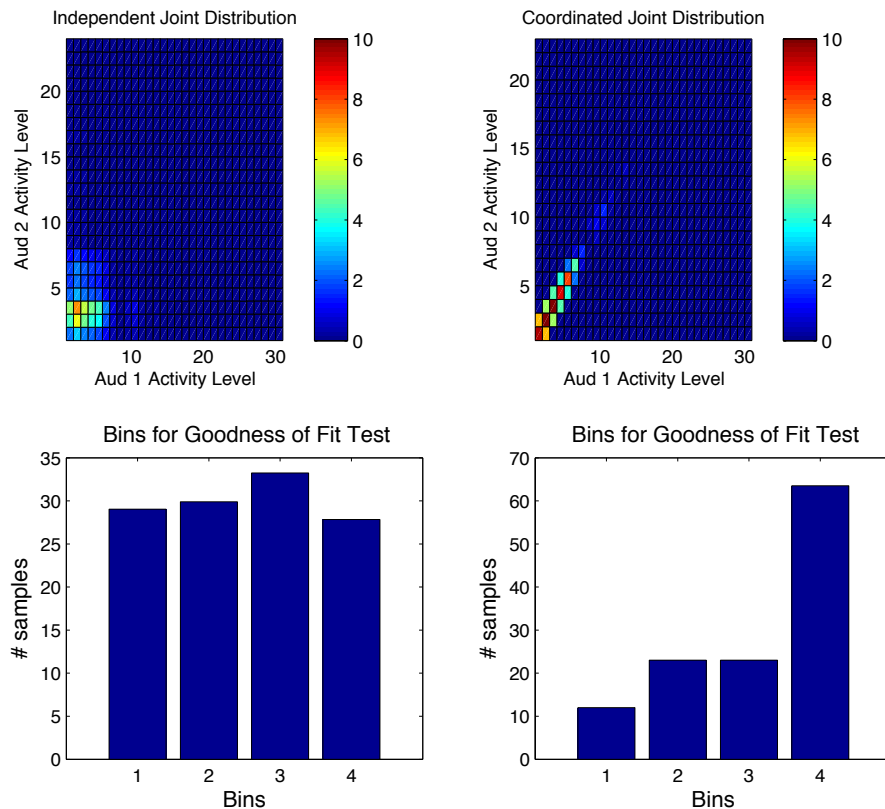 Independent Joint Distribution
Aud 2 Activity Level
20
15
10
5
10 20 30
Aud 1 Activity Level
10
8
6
4
2
0
Coordinated Joint Distribution
Aud 2 Activity Level
20
15
10
5
10 20 30
Aud 1 Activity Level
10
8
6
4
2
0
Bins for Goodness of Fit Test
# samples
35
30
25
20
15
10
5
0
1 2 3 4
Bins
Bins for Goodness of Fit Test
# samples
70
60
50
40
30
20
10
0
1 2 3 4
Bins